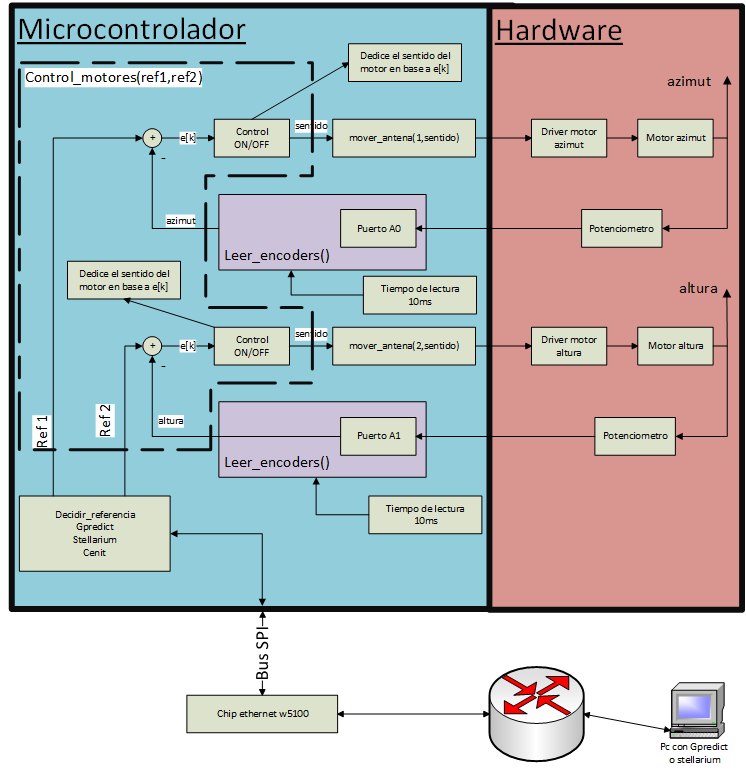 Microcontrolador
Hardware
Control_motores(ref1,ref2)
Dedice el sentido del
motor en base a e[k]
azimut
+
-
e[k]
Control
ON/OFF
sentido
mover_antena(1,sentido)
Driver motor
azimut
Motor azimut
azimut
Puerto A0
Leer_encoders()
Potenciometro
Tiempo de lectura
10ms
Dedice el sentido del
motor en base a e[k]
altura
+
-
e[k]
Control
ON/OFF
sentido
mover_antena(2,sentido)
Driver motor
altura
Motor altura
Ref 1
Ref 2
altura
Puerto A1
Leer_encoders()
Potenciometro
Tiempo de lectura
10ms
Decidir_referencia
Gpredict
Stellarium
Cenit
Bus SPI
Chip ethernet w5100
Pc con Gpredict
o stellarium